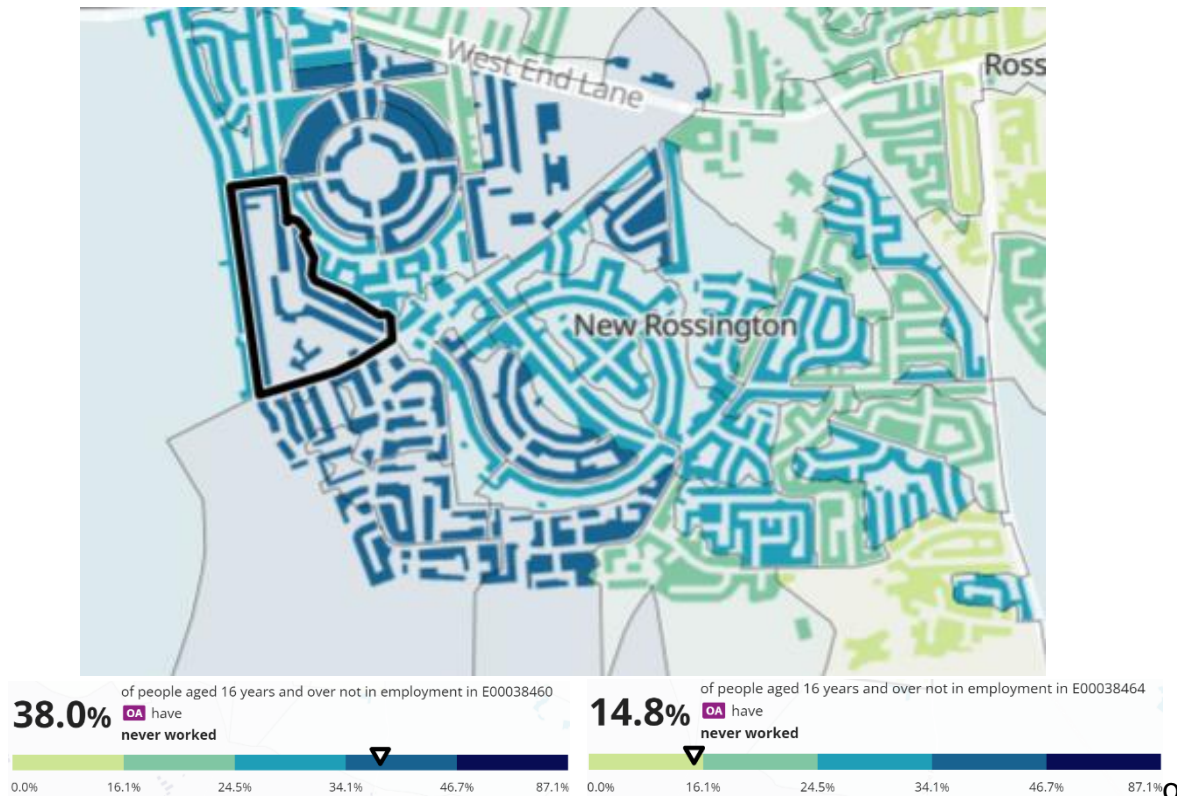 West End Lane
Ross
New Rossington
of people aged 16 years and over not in employment in E00038460
38.0% OA have
never worked
0.0% 16.1% 24.5% 34.1% 46.7% 87.1%
of people aged 16 years and over not in employment in E00038464
14.8% OA have
never worked
0.0% 16.1% 24.5% 34.1% 46.7% 87.1%